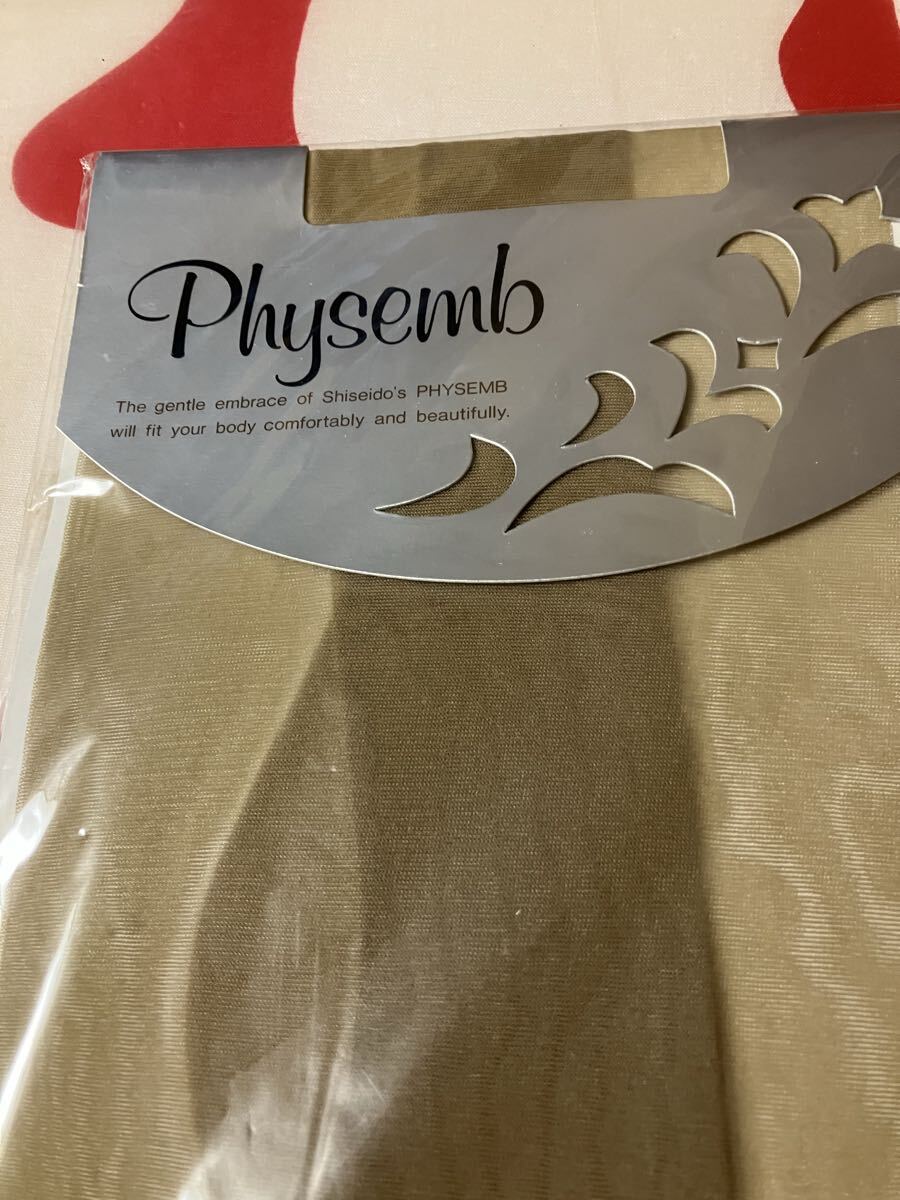 Physemb
The gentle embrace of Shiseido's PHYSEMB
will fit your body comfortably and beautifully.